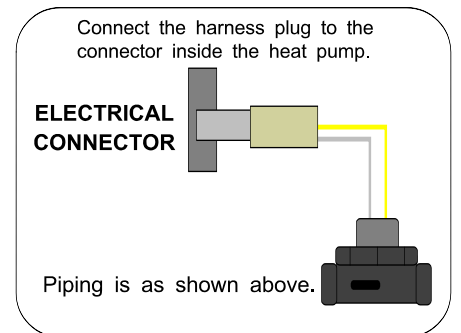 Connect the harness plug to the
connector inside the heat pump.
ELECTRICAL
CONNECTOR
Piping is as shown above.